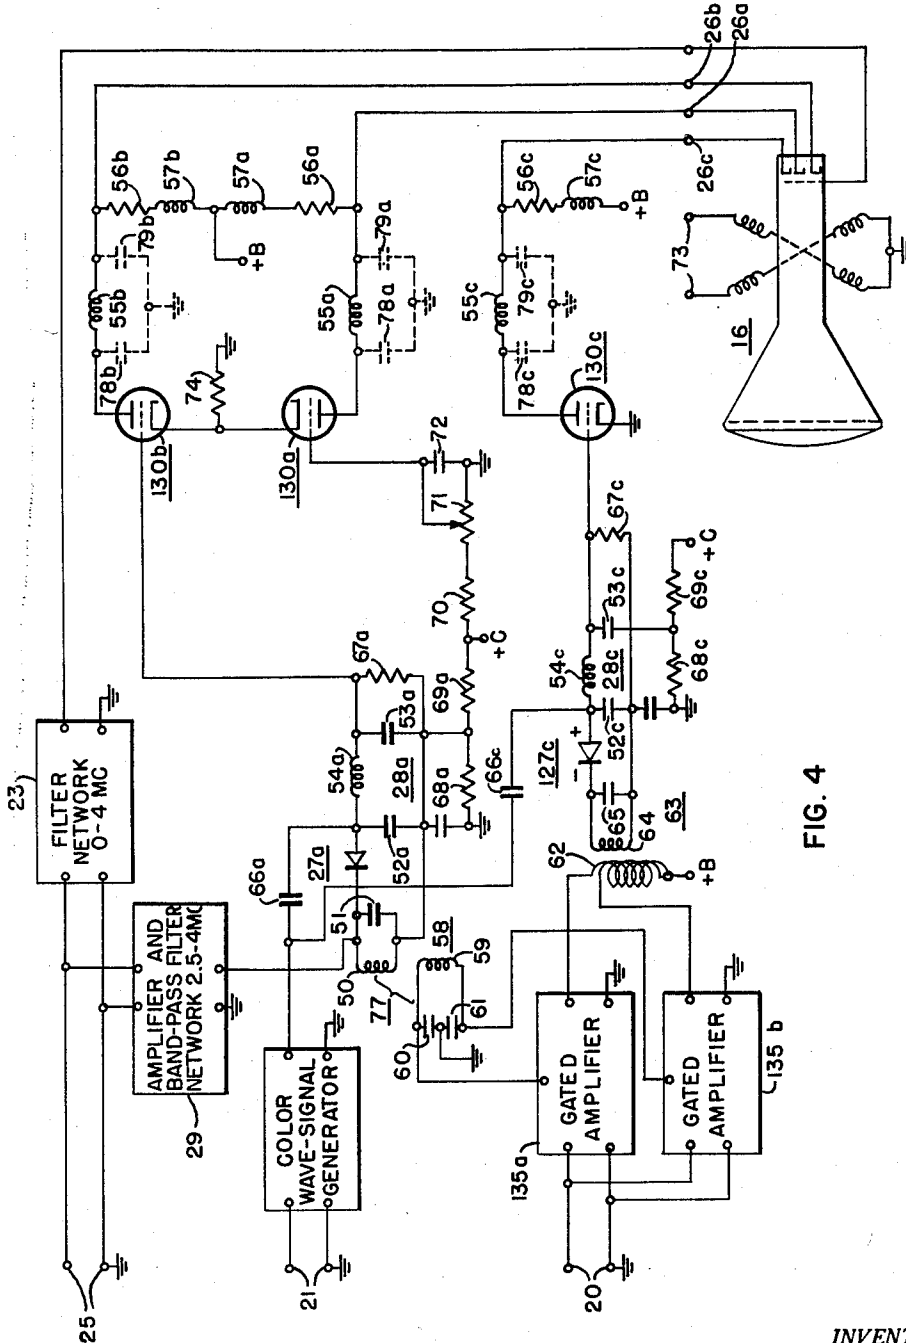 26b
26a
56b
57b
57a
56a
79b
+B
79a
55b
78b
55a
78a
74
130b
130a
72
71
70
+C
69a
67a
53a
54a
28a
68a
52a
66a
27a
51
50
77
58
59
60
61
23
FILTER
NETWORK
0-4 MC
AMPLIFIER AND
BAND-PASS FILTER
NETWORK 2.5-4MC
29
COLOR
WAVE-SIGNAL
GENERATOR
25
21
20
26c
56c
57c
+B
55c
79c
78c
130c
73
16
67c
53c
+C
69c
54c
28c
68c
66c
52c
127c
+
-
65
63
64
62
+B
GATED
AMPLIFIER
135a
GATED
AMPLIFIER
135b
FIG. 4
INVENT